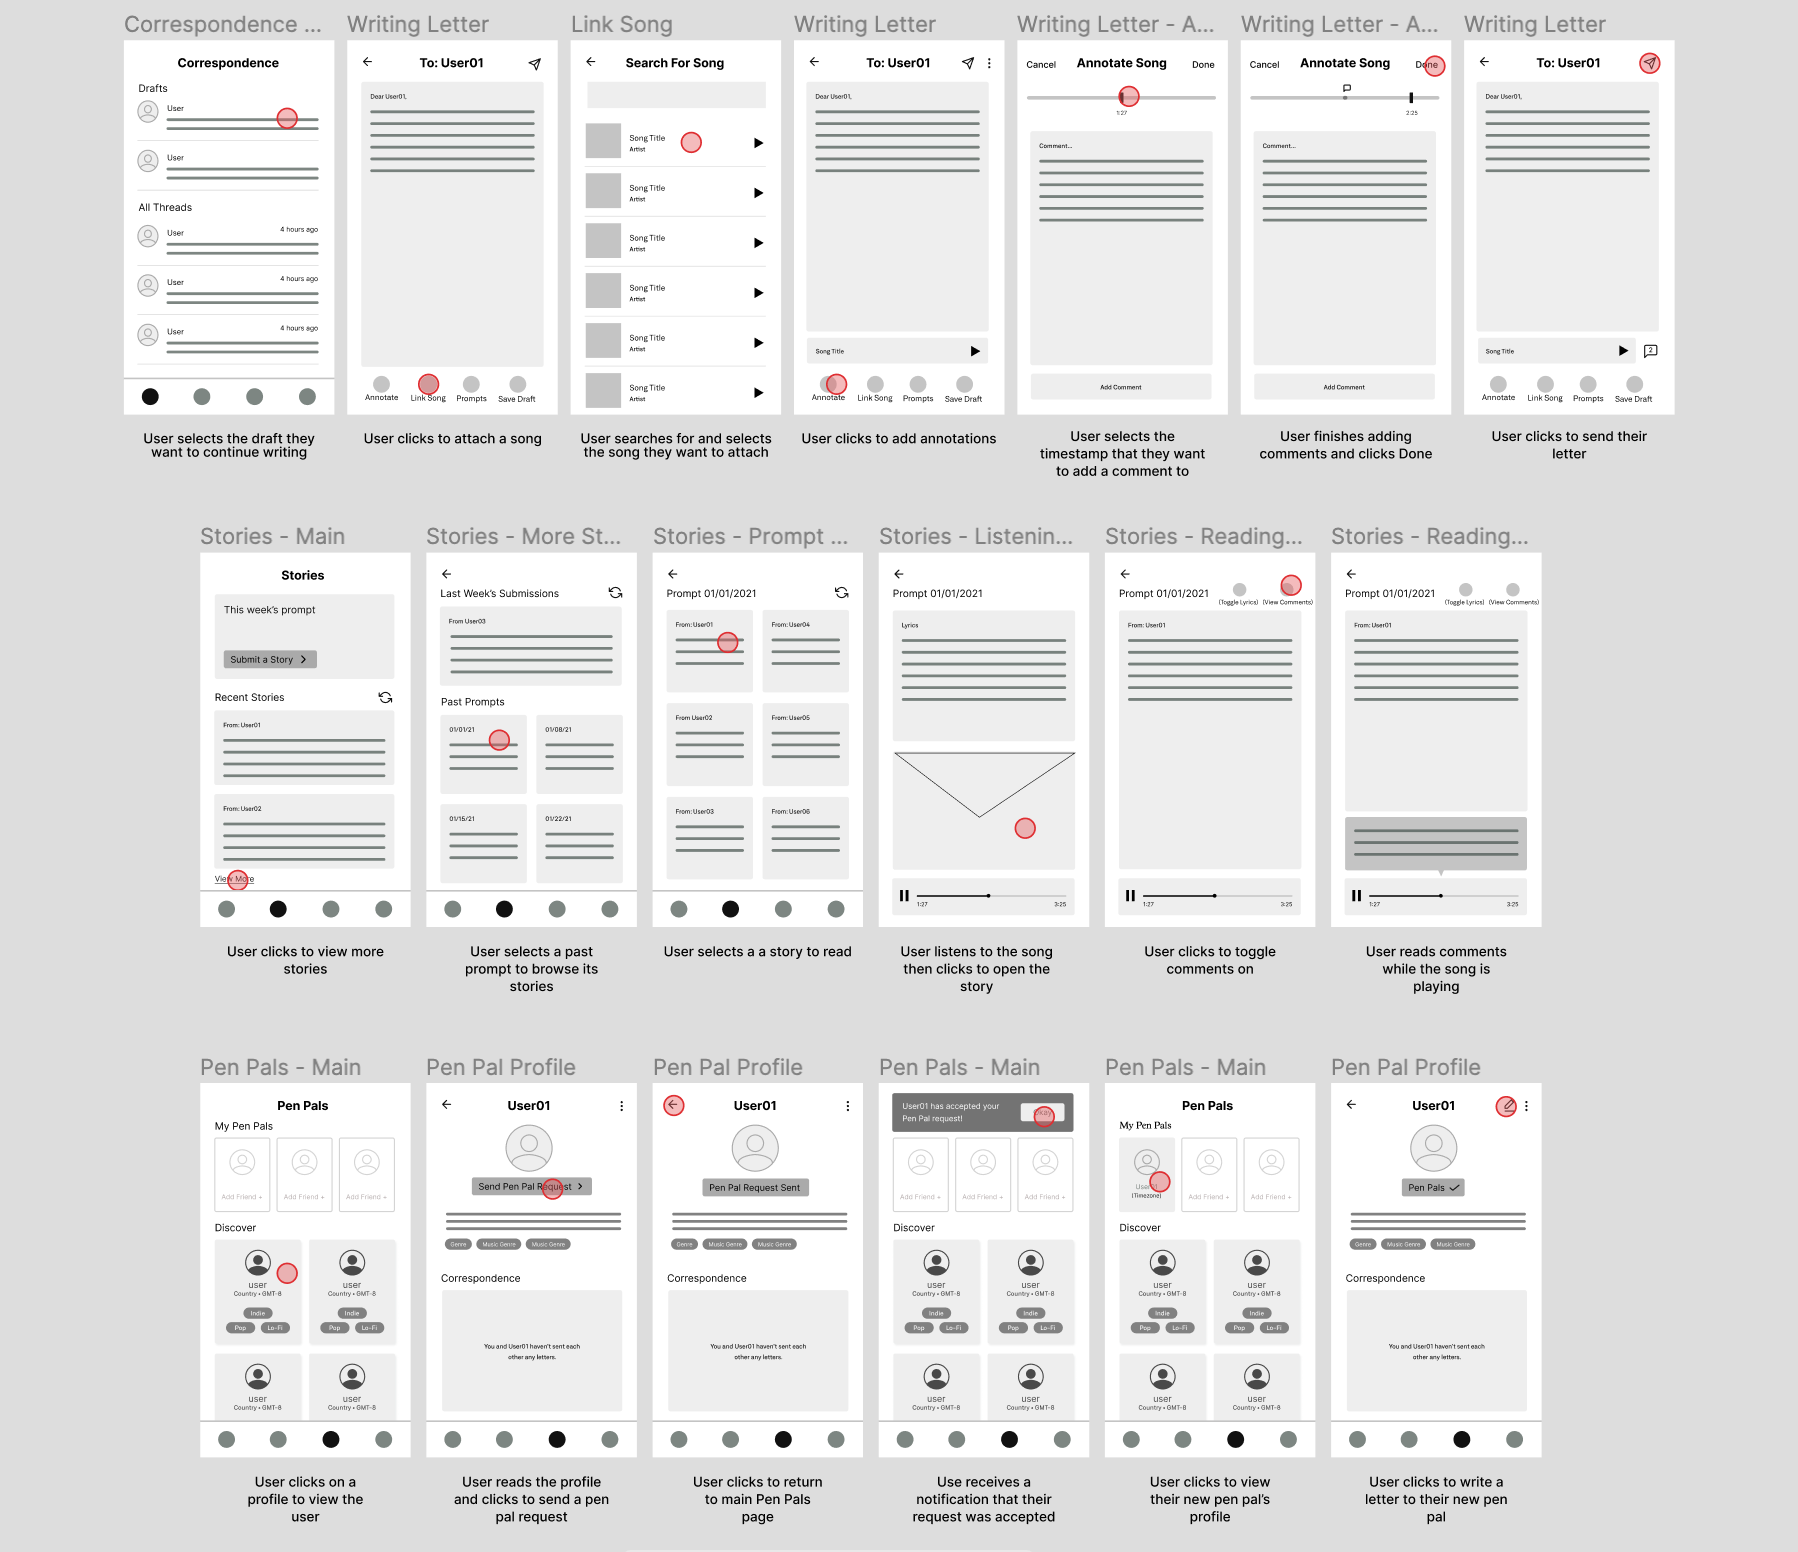 Correspondence ...
Correspondence
Drafts
User
User
All Threads
User
4 hours ago
User
4 hours ago
User
4 hours ago
User selects the draft they
want to continue writing
Writing Letter
To: User01
Dear User01,
Annotate
Link Song
Prompts
Save Draft
User clicks to attach a song
Link Song
Search For Song
Song Title
Artist
Song Title
Artist
Song Title
Artist
Song Title
Artist
Song Title
Artist
Song Title
Artist
User searches for and selects
the song they want to attach
Writing Letter
To: User01
Dear User01,
Song Title
Annotate
Link Song
Prompts
Save Draft
User clicks to add annotations
Writing Letter - A...
Cancel
Annotate Song
Done
1:27
Comment...
Add Comment
User selects the
timestamp that they want
to add a comment to
Writing Letter - A...
Cancel
Annotate Song
Done
2:25
Comment...
Add Comment
User finishes adding
comments and clicks Done
Writing Letter
To: User01
Dear User01,
Song Title
2
Annotate
Link Song
Prompts
Save Draft
User clicks to send their
letter
Stories - Main
Stories
This week's prompt
Submit a Story
Recent Stories
From: User01
From: User02
View More
User clicks to view more
stories
Stories - More St...
Last Week's Submissions
From User03
Past Prompts
01/01/21
01/08/21
01/15/21
01/22/21
User selects a past
prompt to browse its
stories
Stories - Prompt ...
Prompt 01/01/2021
From: User01
From: User04
From User02
From: User05
From: User03
From: User06
User selects a a story to read
Stories - Listenin...
Prompt 01/01/2021
Lyrics
1:27
3:25
User listens to the song
then clicks to open the
story
Stories - Reading...
Prompt 01/01/2021
(Toggle Lyrics)
(View Comments)
From: User01
1:27
3:25
User clicks to toggle
comments on
Stories - Reading...
Prompt 01/01/2021
(Toggle Lyrics)
(View Comments)
From: User01
1:27
3:25
User reads comments
while the song is
playing
Pen Pals - Main
Pen Pals
My Pen Pals
Add Friend +
Add Friend +
Add Friend +
Discover
user
Country • GMT-8
Indie
Pop
Lo-Fi
user
Country • GMT-8
Indie
Pop
Lo-Fi
user
Country • GMT-8
user
Country • GMT-8
User clicks on a
profile to view the
user
Pen Pal Profile
User01
Send Pen Pal Request
Genre
Music Genre
Music Genre
Correspondence
You and User01 haven't sent each
other any letters.
User reads the profile
and clicks to send a pen
pal request
Pen Pal Profile
User01
Pen Pal Request Sent
Genre
Music Genre
Music Genre
Correspondence
You and User01 haven't sent each
other any letters.
User clicks to return
to main Pen Pals
page
Pen Pals - Main
User01 has accepted your
Pen Pal request!
Okay
Add Friend +
Add Friend +
Add Friend +
Discover
user
Country • GMT-8
Indie
Pop
Lo-Fi
user
Country • GMT-8
Indie
Pop
Lo-Fi
user
Country • GMT-8
user
Country • GMT-8
Use receives a
notification that their
request was accepted
Pen Pals - Main
Pen Pals
My Pen Pals
User01
(Timezone)
Add Friend +
Add Friend +
Discover
user
Country • GMT-8
Indie
Pop
Lo-Fi
user
Country • GMT-8
Indie
Pop
Lo-Fi
user
Country • GMT-8
user
Country • GMT-8
User clicks to view
their new pen pal's
profile
Pen Pal Profile
User01
Pen Pals
Genre
Music Genre
Music Genre
Correspondence
You and User01 haven't sent each
other any letters.
User clicks to write a
letter to their new pen
pal